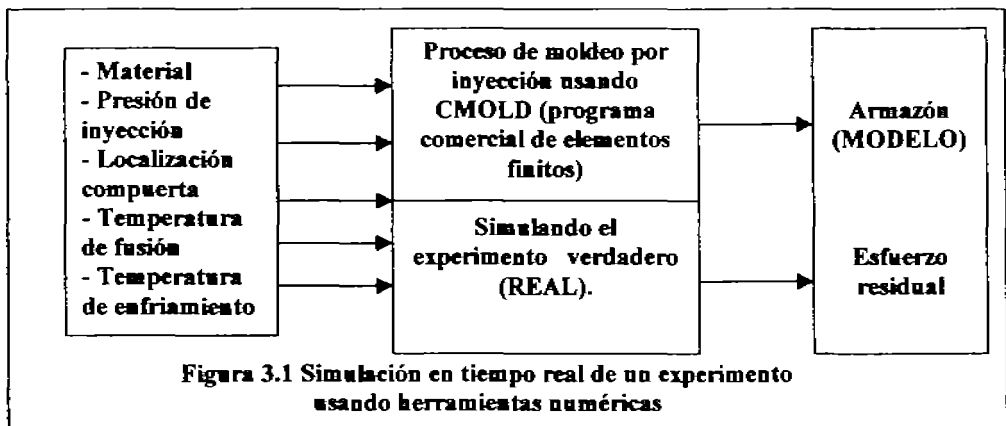 - Material
- Presión de
inyección
- Localización
compuerta
- Temperatura
de fusión
- Temperatura
de enfriamiento
Proceso de moldeo por
inyección usando
CMOLD (programa
comercial de elementos
finitos)
Simulando el
experimento verdadero
(REAL).
Armazón
(MODELO)
Esfuerzo
residual
Figura 3.1 Simulación en tiempo real de un experimento
usando herramientas numéricas